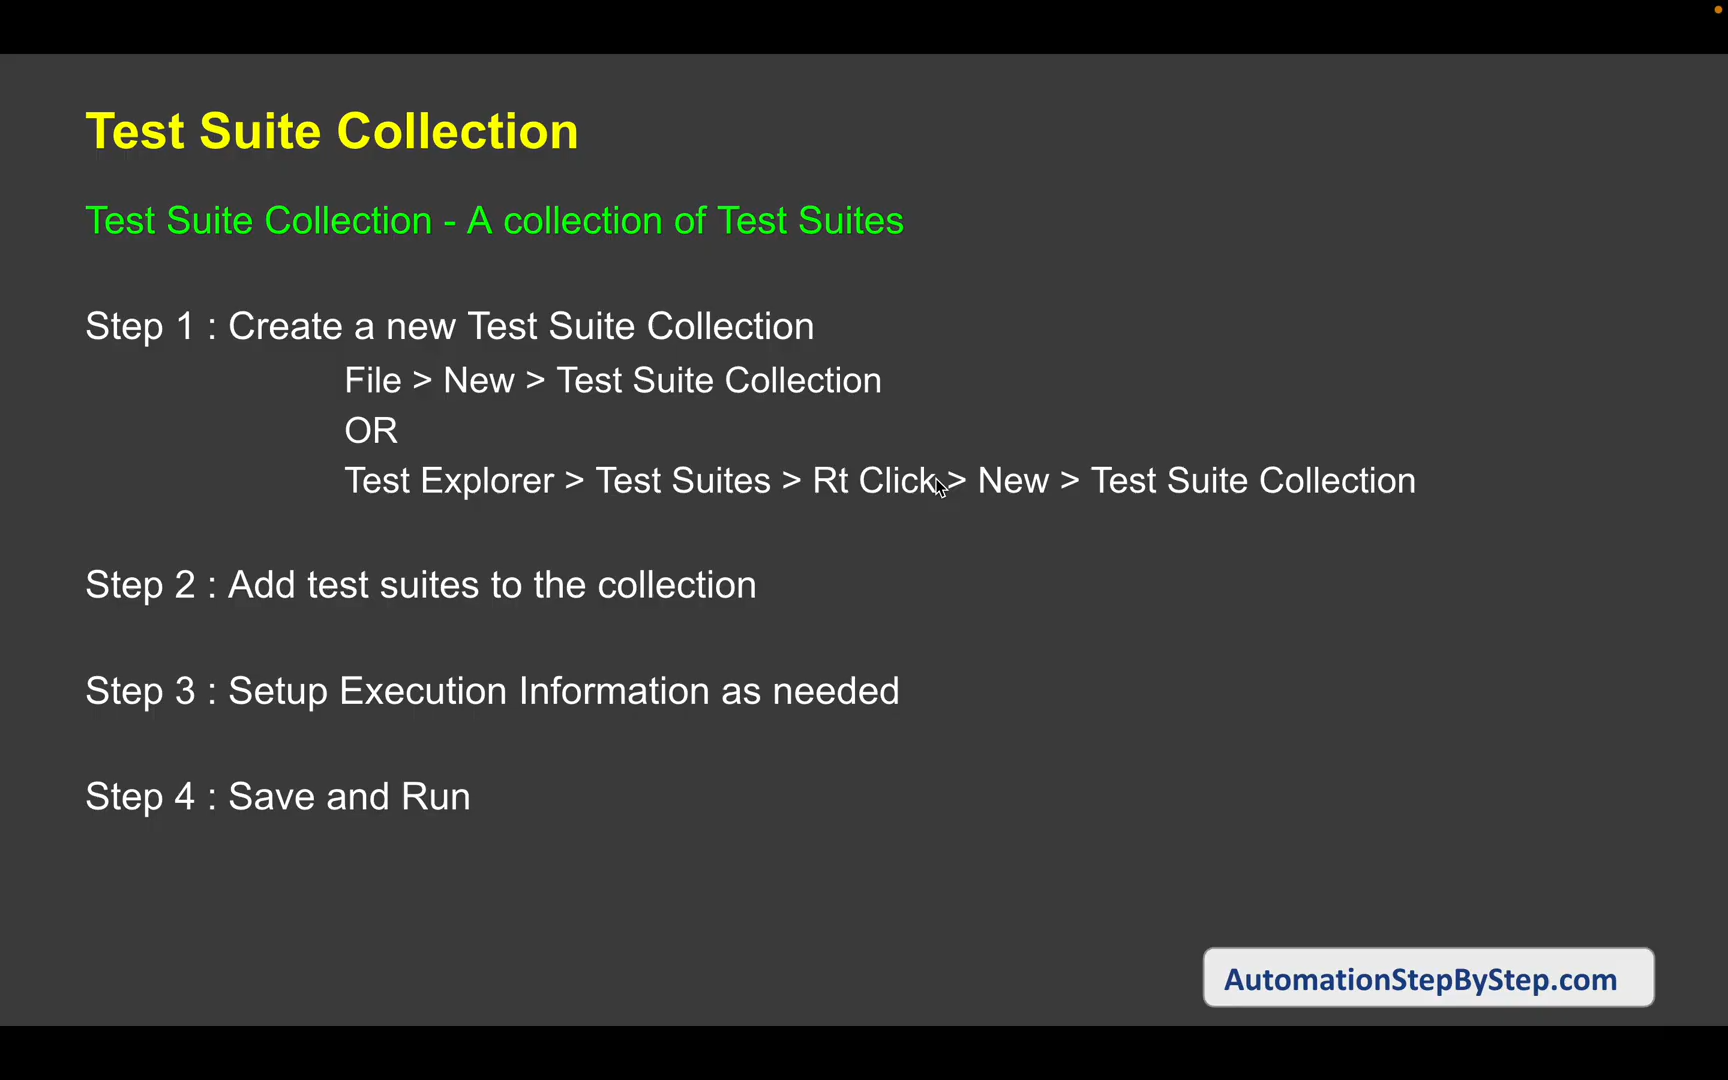 Test Suite Collection
Test Suite Collection - A collection of Test Suites
Step 1 : Create a new Test Suite Collection
File > New > Test Suite Collection
OR
Test Explorer > Test Suites > Rt Click > New > Test Suite Collection
Step 2 : Add test suites to the collection
Step 3 : Setup Execution Information as needed
Step 4 : Save and Run
AutomationStepByStep.com